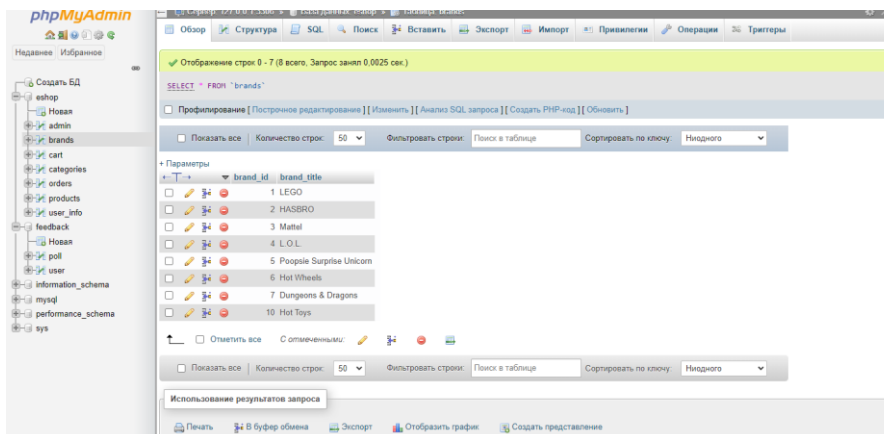 phpMyAdmin
Недавнее Избранное
Создать БД
eshop
Новая
admin
brands
cart
categories
orders
products
user_info
feedback
Новая
poll
user
information_schema
mysql
performance_schema
sys
Обзор Структура SQL Поиск Вставить Экспорт Импорт Привилегии Операции Триггеры
Отображение строк 0 - 7 (8 всего, Запрос занял 0,0025 сек.)
SELECT * FROM `brands`
Профилирование [ Построчное редактирование ] [ Изменить ] [ Анализ SQL запроса ] [ Создать PHP-код ] [ Обновить ]
Показать все Количество строк: 50 Фильтровать строки: Поиск в таблице Сортировать по ключу: Ниодного
+ Параметры
←T→ brand_id brand_title
1 LEGO
2 HASBRO
3 Mattel
4 L.O.L.
5 Poopsie Surprise Unicorn
6 Hot Wheels
7 Dungeons & Dragons
10 Hot Toys
Отметить все С отмеченными:
Показать все Количество строк: 50 Фильтровать строки: Поиск в таблице Сортировать по ключу: Ниодного
Использование результатов запроса
Печать В буфер обмена Экспорт Отобразить график Создать представление